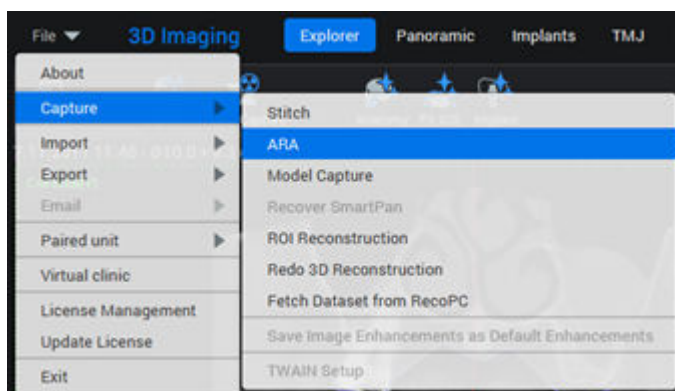 File 3D Imaging Explorer Panoramic Implants TMJ
About
Capture
Import
Export
Email
Paired unit
Virtual clinic
License Management
Update License
Exit
Stitch
ARA
Model Capture
Recover SmartPan
ROI Reconstruction
Redo 3D Reconstruction
Fetch Dataset from RecoPC
Save Image Enhancements as Default Enhancements
TWAIN Setup